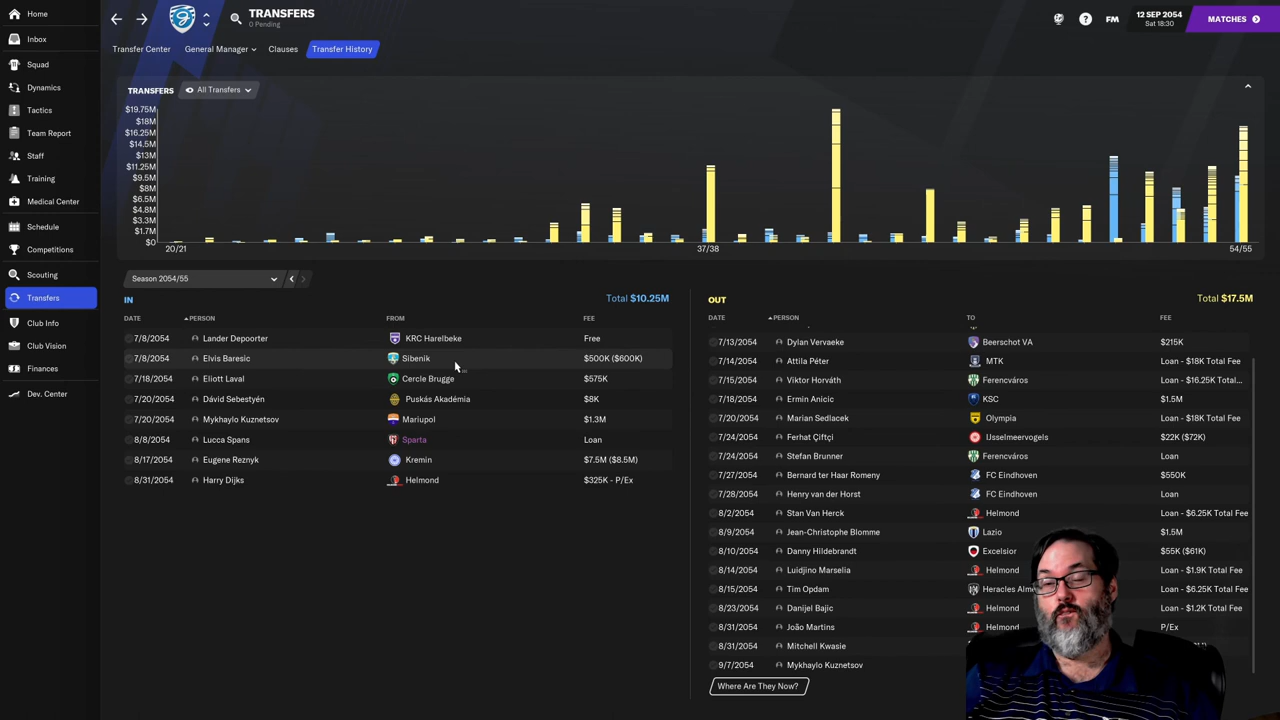 Home
Inbox
Squad
Dynamics
Tactics
Team Report
Staff
Training
Medical Center
Schedule
Competitions
Scouting
Transfers
Club Info
Club Vision
Finances
Dev. Center
TRANSFERS
0 Pending
FM
12 SEP 2054
Sat 18:30
MATCHES
Transfer Center
General Manager
Clauses
Transfer History
TRANSFERS
All Transfers
$19.75M
$18M
$16.25M
$14.5M
$13M
$11.25M
$9.5M
$8M
$6.5M
$4.8M
$3.3M
$1.7M
$0
20/21
37/38
54/55
Season 2054/55
IN
Total $10.25M
DATE PERSON FROM FEE
7/8/2054 Lander Depoorter KRC Harelbeke Free
7/8/2054 Elvis Baresic Sibenik $500K ($600K)
7/18/2054 Eliott Laval Cercle Brugge $575K
7/20/2054 Dávid Sebestyén Puskás Akadémia $8K
7/20/2054 Mykhaylo Kuznetsov Mariupol $1.3M
8/8/2054 Lucca Spans Sparta Loan
8/17/2054 Eugene Reznyk Kremin $7.5M ($8.5M)
8/31/2054 Harry Dijks Helmond $325K - P/Ex
OUT
Total $17.5M
DATE PERSON TO FEE
7/13/2054 Dylan Vervaeke Beerschot VA $215K
7/14/2054 Attila Péter MTK Loan - $18K Total Fee
7/15/2054 Viktor Horváth Ferencváros Loan - $16.25K Total...
7/18/2054 Ermin Anicic KSC $1.5M
7/20/2054 Marian Sedlacek Olympia Loan - $18K Total Fee
7/24/2054 Ferhat Çiftçi IJsselmeervogels $22K ($72K)
7/24/2054 Stefan Brunner Ferencváros Loan
7/27/2054 Bernard ter Haar Romeny FC Eindhoven $550K
7/28/2054 Henry van der Horst FC Eindhoven Loan
8/2/2054 Stan Van Herck Helmond Loan - $6.25K Total Fee
8/9/2054 Jean-Christophe Blomme Lazio $1.5M
8/10/2054 Danny Hildebrandt Excelsior $55K ($61K)
8/14/2054 Luidjino Marselia Helmond Loan - $1.9K Total Fee
8/15/2054 Tim Opdam Heracles Alme Loan - $6.25K Total Fee
8/23/2054 Danijel Bajic Helmond Loan - $1.2K Total Fee
8/31/2054 João Martins Helmond P/Ex
8/31/2054 Mitchell Kwasie
9/7/2054 Mykhaylo Kuznetsov
Where Are They Now?